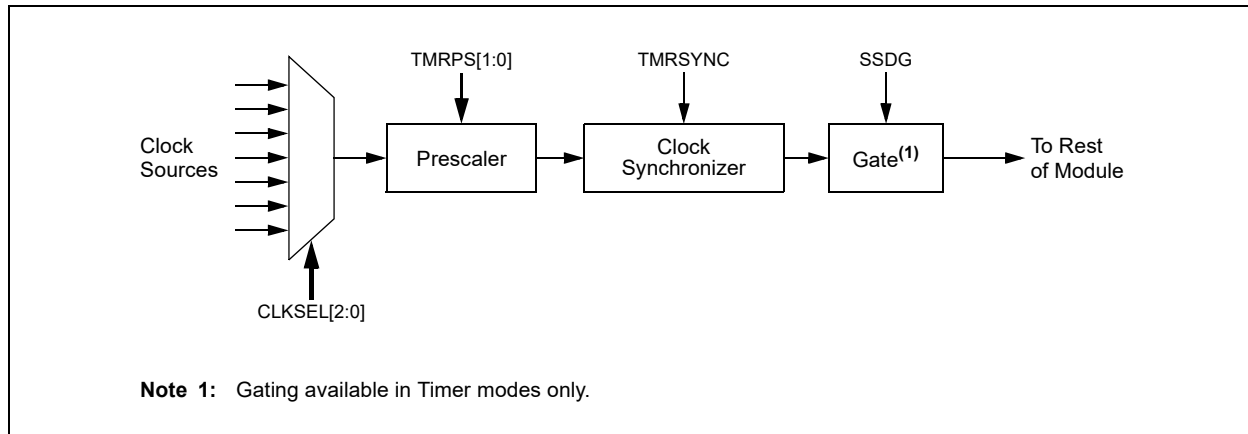 TMRPS[1:0]
TMRSYNC
SSDG
Clock
Sources
Prescaler
Clock
Synchronizer
Gate(1)
To Rest
of Module
CLKSEL[2:0]
Note 1: Gating available in Timer modes only.